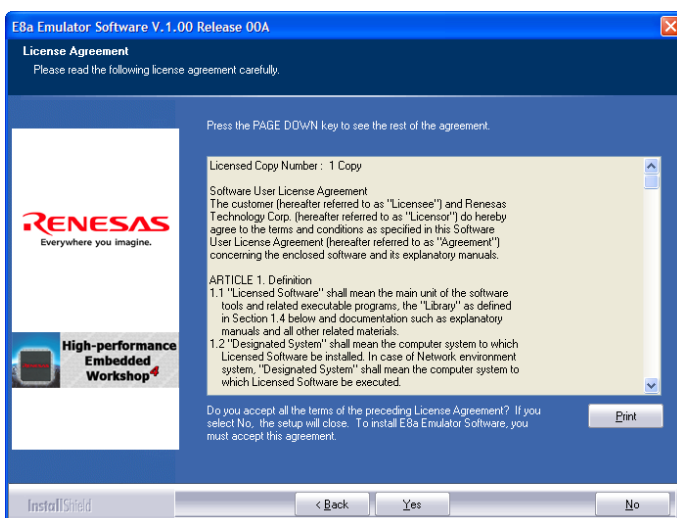 E8a Emulator Software V.1.00 Release 00A
License Agreement
Please read the following license agreement carefully.
Press the PAGE DOWN key to see the rest of the agreement.
Licensed Copy Number : 1 Copy
Software User License Agreement
The customer (hereafter referred to as "Licensee") and Renesas
Technology Corp. (hereafter referred to as "Licensor") do hereby
agree to the terms and conditions as specified in this Software
User License Agreement (hereafter referred to as "Agreement")
concerning the enclosed software and its explanatory manuals.
ARTICLE 1. Definition
1.1 "Licensed Software" shall mean the main unit of the software
tools and related executable programs, the "Library" as defined
in Section 1.4 below and documentation such as explanatory
manuals and all other related materials.
1.2 "Designated System" shall mean the computer system to which
Licensed Software be installed. In case of Network environment
system, "Designated System" shall mean the computer system to
which Licensed Software be executed.
RENESAS
Everywhere you imagine.
High-performance
Embedded
Workshop4
Do you accept all the terms of the preceding License Agreement? If you
select No, the setup will close. To install E8a Emulator Software, you
must accept this agreement.
Print
InstallShield
< Back
Yes
No